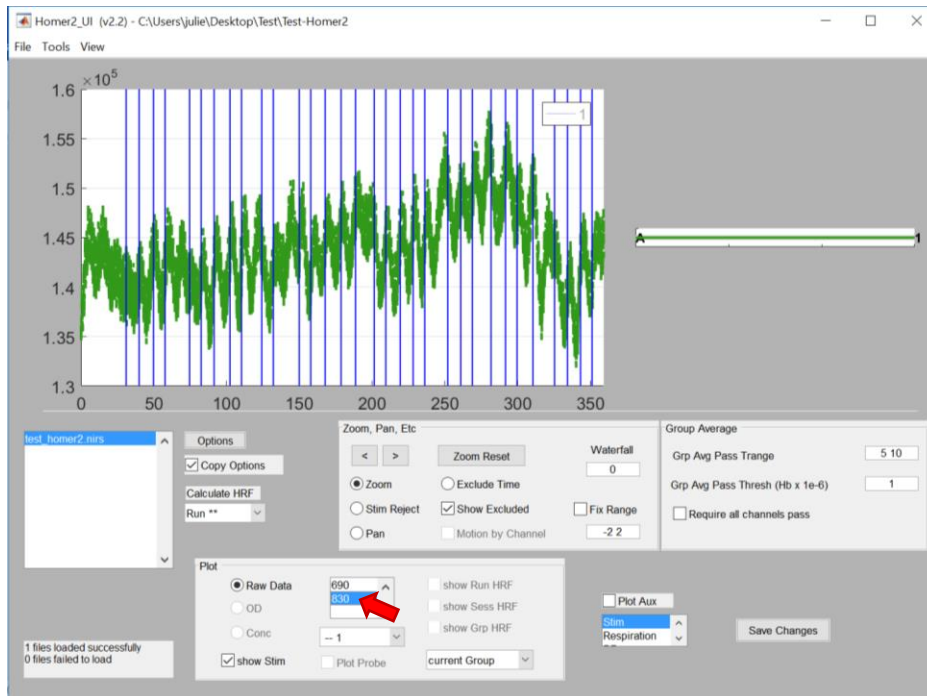 Homer2_UI (v2.2) - C:\Users\julie\Desktop\Test\Test-Homer2
File Tools View
×10⁵
1.6
1.55
1.5
1.45
1.4
1.35
1.3
0 50 100 150 200 250 300 350
1
A 1
test_homer2.nirs
Options
Copy Options
Calculate HRF
Run **
Zoom, Pan, Etc
< > Zoom Reset
Waterfall
0
Zoom Exclude Time
Stim Reject Show Excluded Fix Range
Pan Motion by Channel -2 2
Group Average
Grp Avg Pass Trange 5 10
Grp Avg Pass Thresh (Hb x 1e-6) 1
Require all channels pass
Plot
Raw Data
OD
Conc
show Stim
690
830
-- 1
Plot Probe
show Run HRF
show Sess HRF
show Grp HRF
current Group
Plot Aux
Stim
Respiration
Save Changes
1 files loaded successfully
0 files failed to load